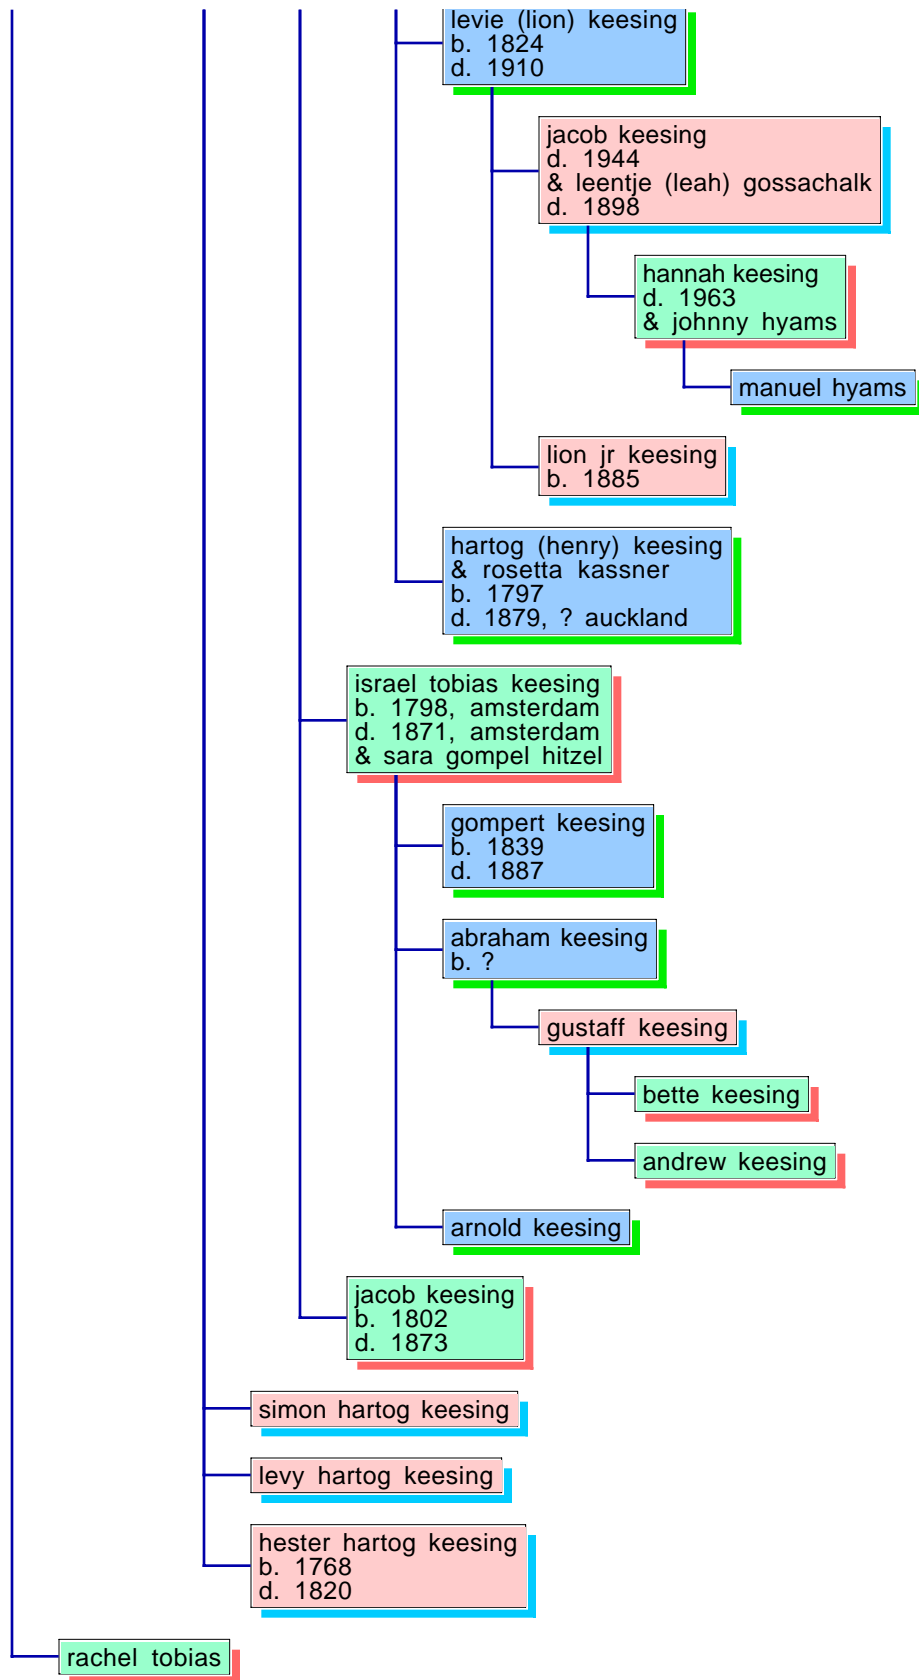 levie (lion) keesing
b. 1824
d. 1910
jacob keesing
d. 1944
& leentje (leah) gossachalk
d. 1898
hannah keesing
d. 1963
& johnny hyams
manuel hyams
lion jr keesing
b. 1885
hartog (henry) keesing
& rosetta kassner
b. 1797
d. 1879, ? auckland
israel tobias keesing
b. 1798, amsterdam
d. 1871, amsterdam
& sara gompel hitzel
gompert keesing
b. 1839
d. 1887
abraham keesing
b. ?
gustaff keesing
bette keesing
andrew keesing
arnold keesing
jacob keesing
b. 1802
d. 1873
simon hartog keesing
levy hartog keesing
hester hartog keesing
b. 1768
d. 1820
rachel tobias